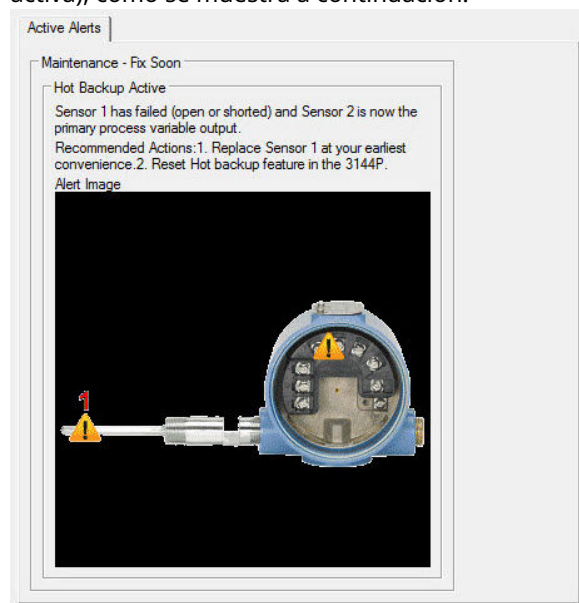 activa), como se muestra a continuación.
Active Alerts
Maintenance - Fix Soon
Hot Backup Active
Sensor 1 has failed (open or shorted) and Sensor 2 is now the
primary process variable output.
Recommended Actions:1. Replace Sensor 1 at your earliest
convenience.2. Reset Hot backup feature in the 3144P.
Alert Image
1